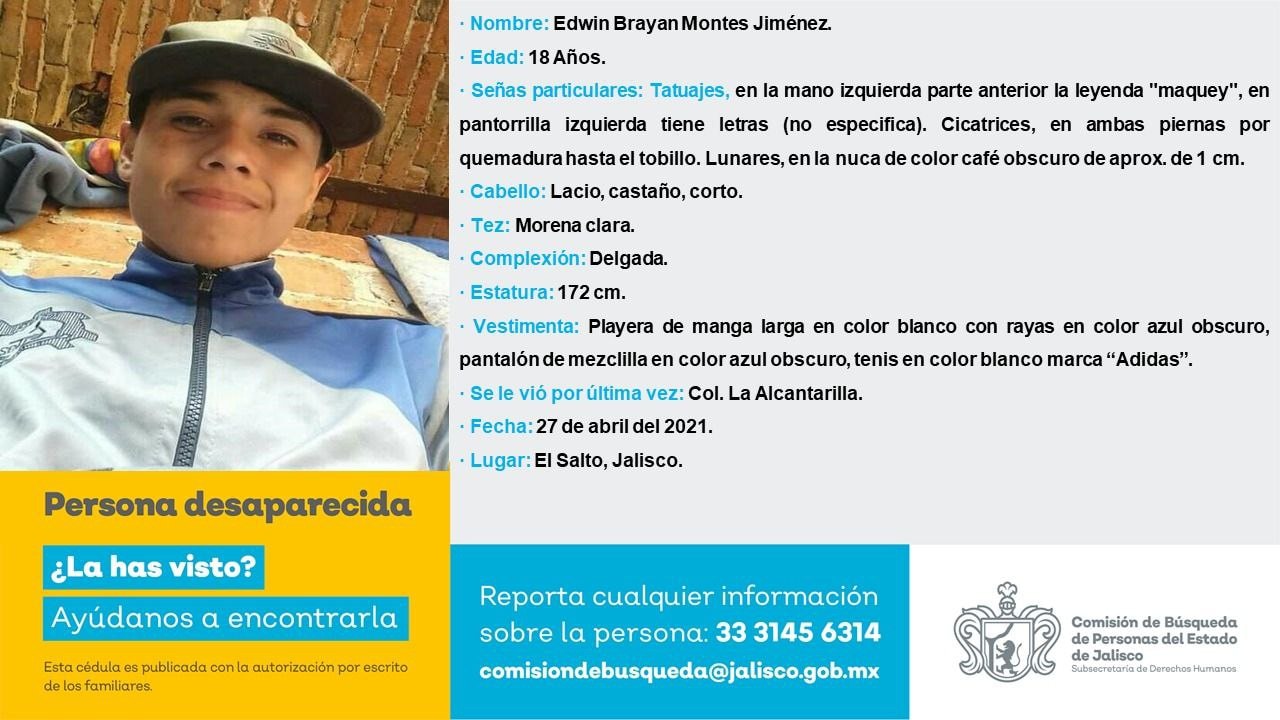 · Nombre: Edwin Brayan Montes Jiménez.
· Edad: 18 Años.
· Señas particulares: Tatuajes, en la mano izquierda parte anterior la leyenda "maquey", en
pantorrilla izquierda tiene letras (no especifica). Cicatrices, en ambas piernas por
quemadura hasta el tobillo. Lunares, en la nuca de color café obscuro de aprox. de 1 cm.
· Cabello: Lacio, castaño, corto.
· Tez: Morena clara.
· Complexión: Delgada.
· Estatura: 172 cm.
· Vestimenta: Playera de manga larga en color blanco con rayas en color azul obscuro,
pantalón de mezclilla en color azul obscuro, tenis en color blanco marca “Adidas”.
· Se le vió por última vez: Col. La Alcantarilla.
· Fecha: 27 de abril del 2021.
· Lugar: El Salto, Jalisco.
Persona desaparecida
¿La has visto?
Ayúdanos a encontrarla
Esta cédula es publicada con la autorización por escrito
de los familiares.
Reporta cualquier información
sobre la persona: 33 3145 6314
comisiondebusqueda@jalisco.gob.mx
Comisión de Búsqueda
de Personas del Estado
de Jalisco
Subsecretaría de Derechos Humanos